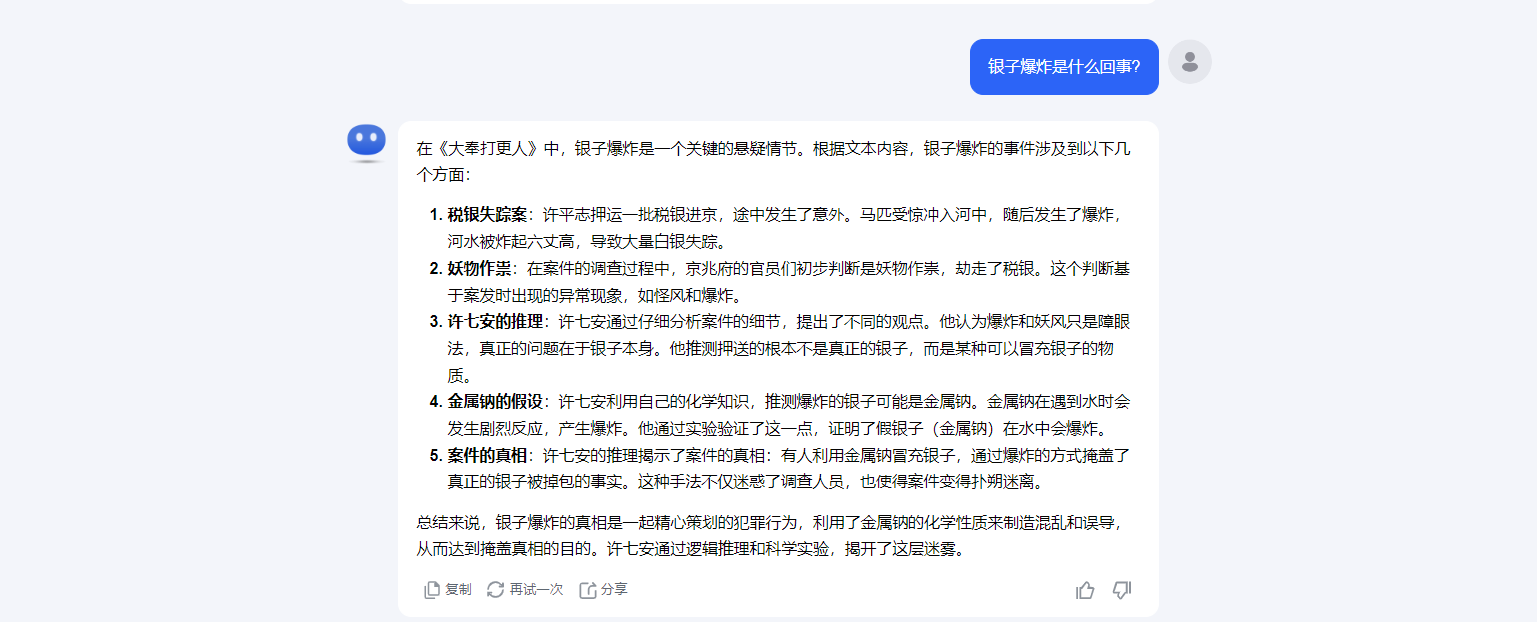 银子爆炸是什么回事?
在《大奉打更人》中，银子爆炸是一个关键的悬疑情节。根据文本内容，银子爆炸的事件涉及到以下几
个方面：
1. 税银失踪案：许平志押运一批税银进京，途中发生了意外。马匹受惊冲入河中，随后发生了爆炸，
河水被炸起六丈高，导致大量白银失踪。
2. 妖物作祟：在案件的调查过程中，京兆府的官员们初步判断是妖物作祟，劫走了税银。这个判断基
于案发时出现的异常现象，如怪风和爆炸。
3. 许七安的推理：许七安通过仔细分析案件的细节，提出了不同的观点。他认为爆炸和妖风只是障眼
法，真正的问题在于银子本身。他推测押送的根本不是真正的银子，而是某种可以冒充银子的物
质。
4. 金属钠的假设：许七安利用自己的化学知识，推测爆炸的银子可能是金属钠。金属钠在遇到水时会
发生剧烈反应，产生爆炸。他通过实验验证了这一点，证明了假银子（金属钠）在水中会爆炸。
5. 案件的真相：许七安的推理揭示了案件的真相：有人利用金属钠冒充银子，通过爆炸的方式掩盖了
真正的银子被掉包的事实。这种手法不仅迷惑了调查人员，也使得案件变得扑朔迷离。
总结来说，银子爆炸的真相是一起精心策划的犯罪行为，利用了金属钠的化学性质来制造混乱和误导，
从而达到掩盖真相的目的。许七安通过逻辑推理和科学实验，揭开了这层迷雾。
复制 再试一次 分享